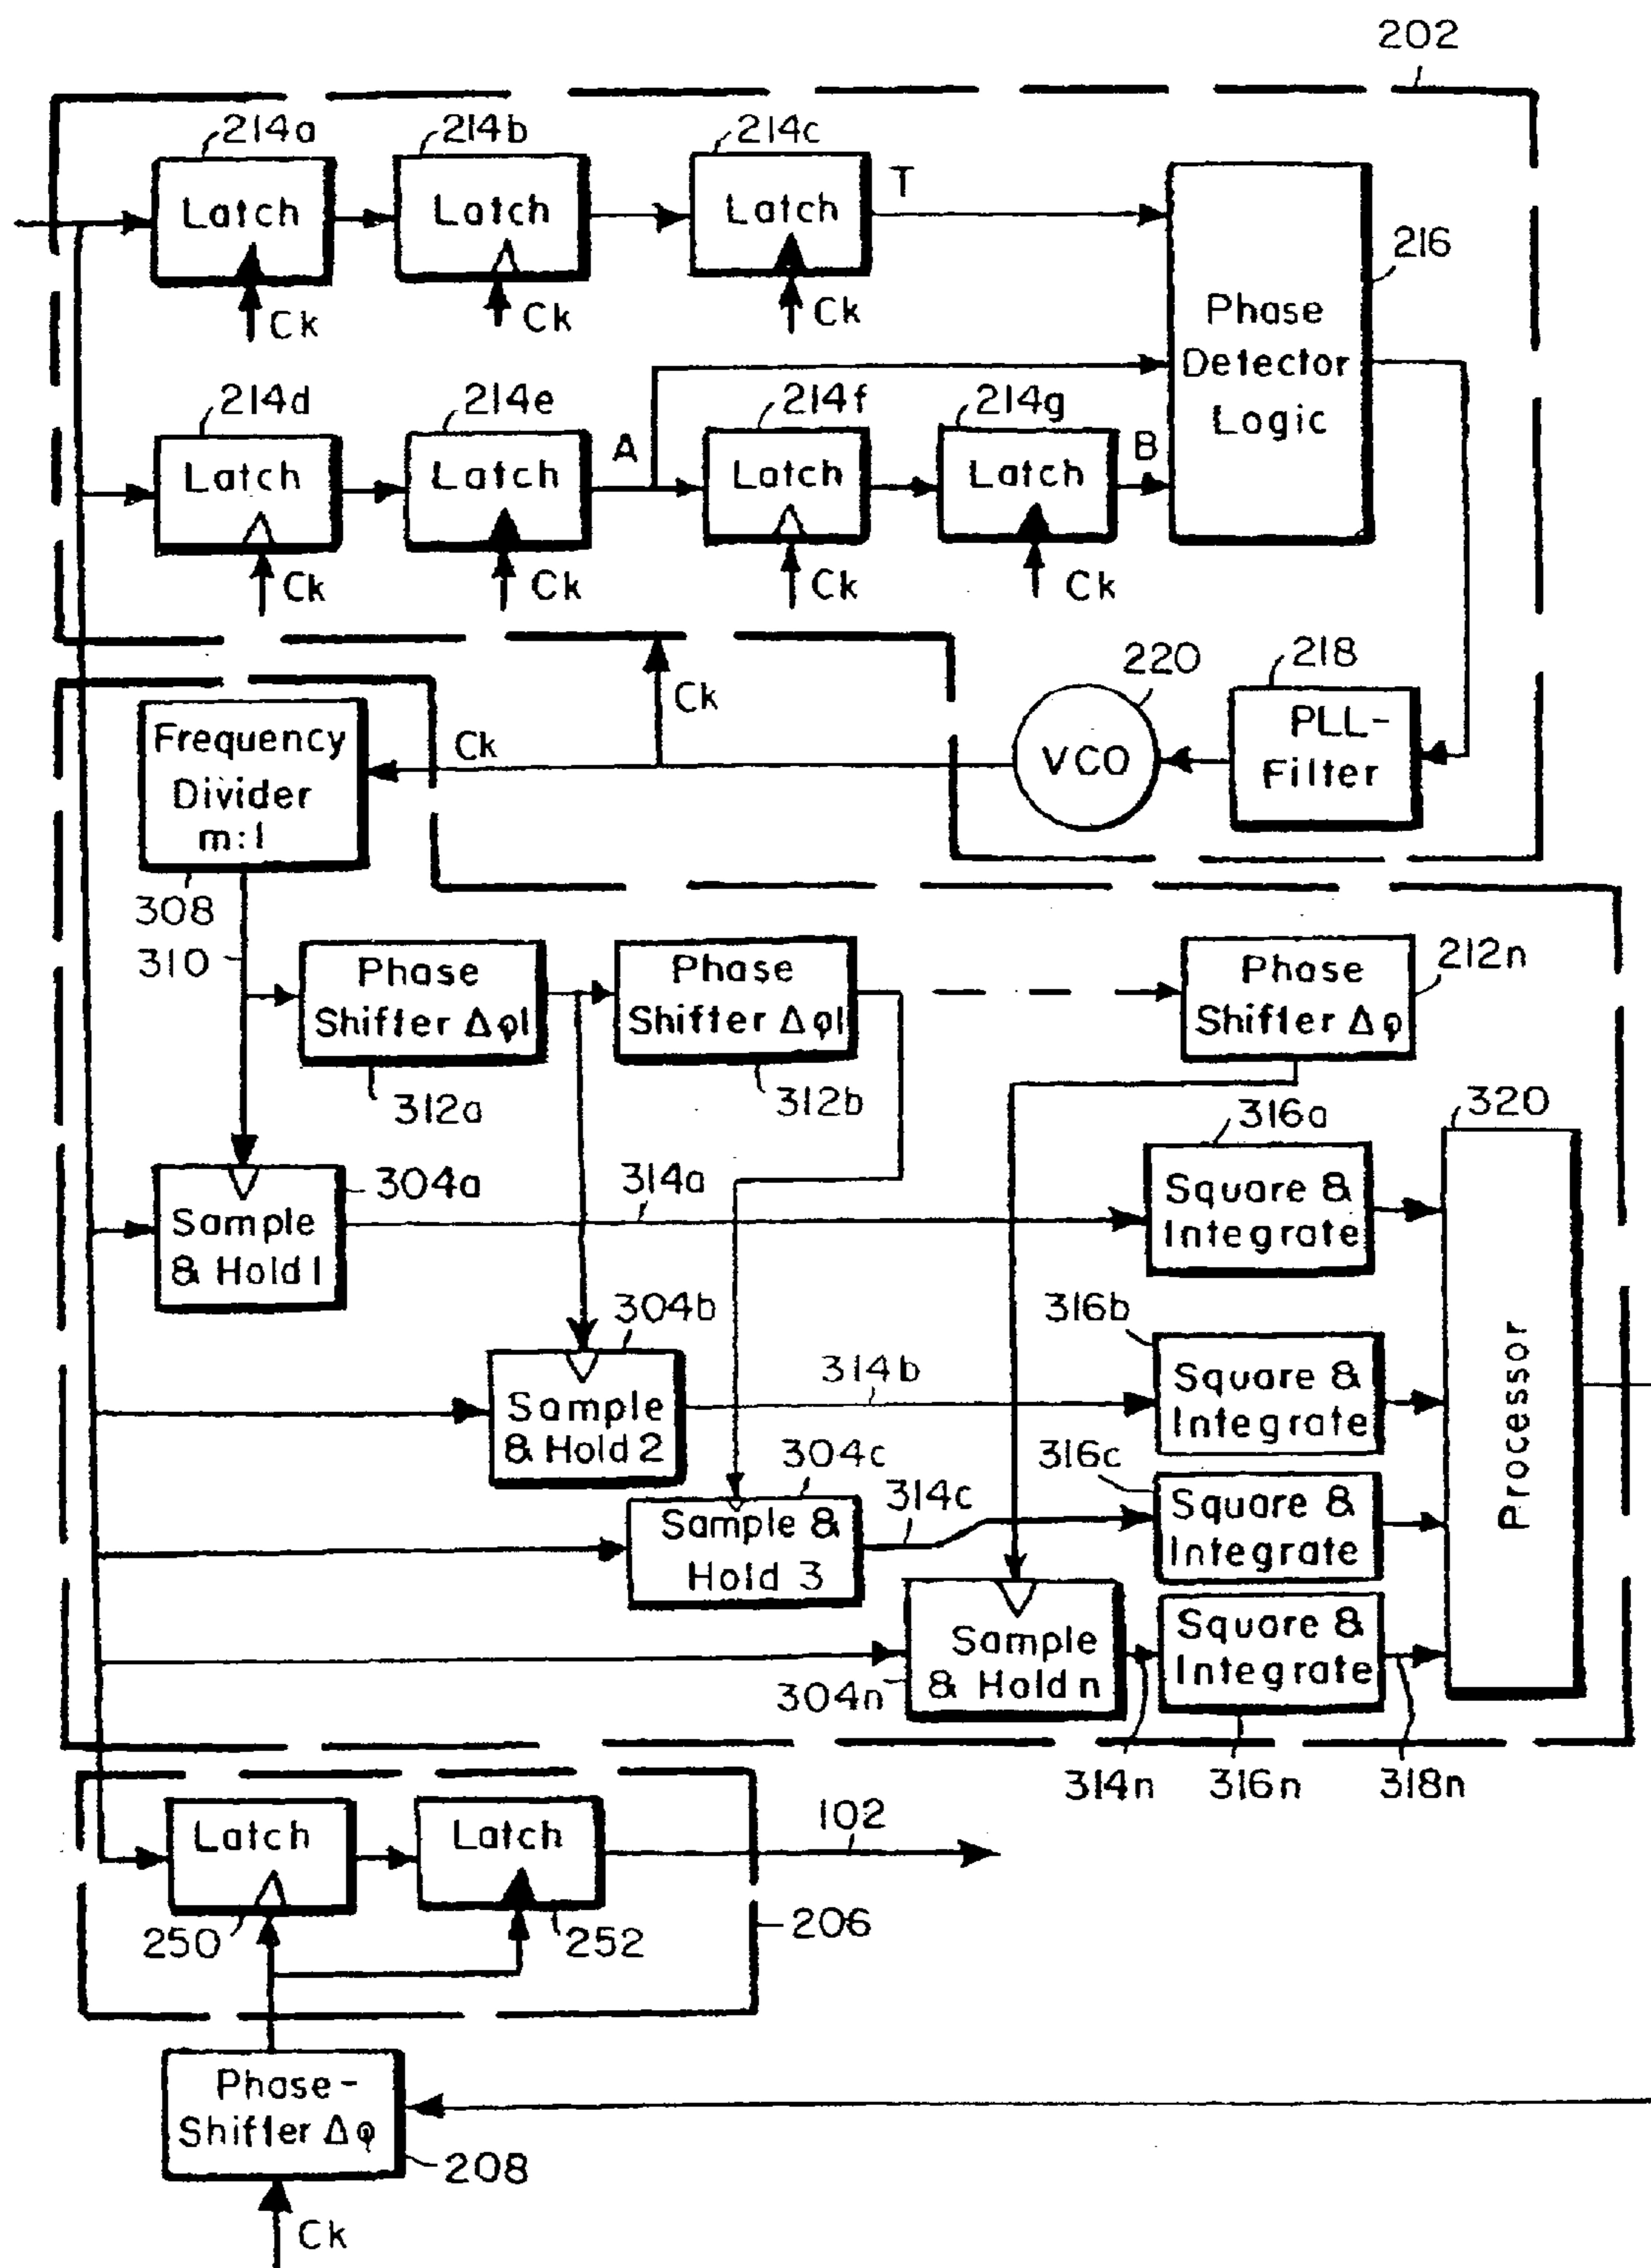 202
214a
214b
214c
Latch
Latch
Latch
T
Ck
Ck
Ck
216
Phase
Detector
Logic
214d
214e
214f
214g
Latch
Latch
A
Latch
Latch
B
Ck
Ck
Ck
Ck
220
218
Ck
VCO
PLL-
Filter
Frequency
Divider
m:1
Ck
308
310
Phase
Shifter Δφ1
Phase
Shifter Δφ1
Phase
Shifter Δφ
212n
312a
312b
316a
320
304a
314a
Sample
& Hold 1
Square &
Integrate
304b
316b
314b
Sample
& Hold 2
Square &
Integrate
Processor
304c
316c
314c
Sample &
Hold 3
Square &
Integrate
Sample
& Hold n
Square &
Integrate
304n
314n
316n
318n
Latch
Latch
102
250
252
206
Phase-
Shifter Δφ
208
Ck